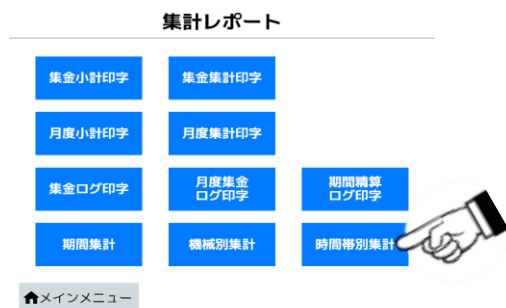 集計レポート
集金小計印字
集金集計印字
月度小計印字
月度集計印字
集金ログ印字
月度集金
ログ印字
期間精算
ログ印字
期間集計
機械別集計
時間帯別集計
メインメニュー